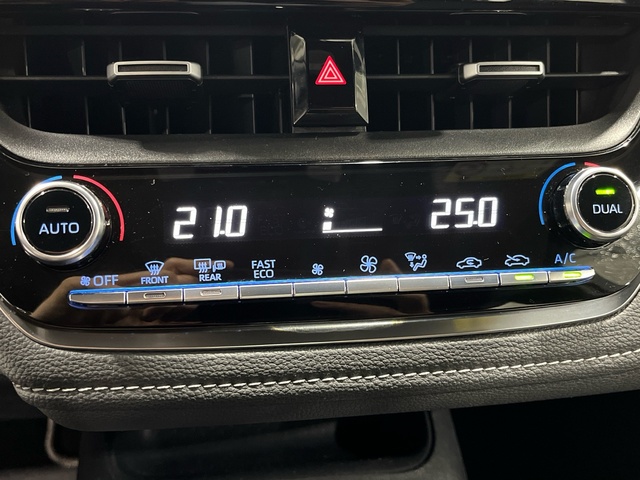 21.0 25.0
AUTO DUAL
OFF FRONT REAR FAST ECO A/C